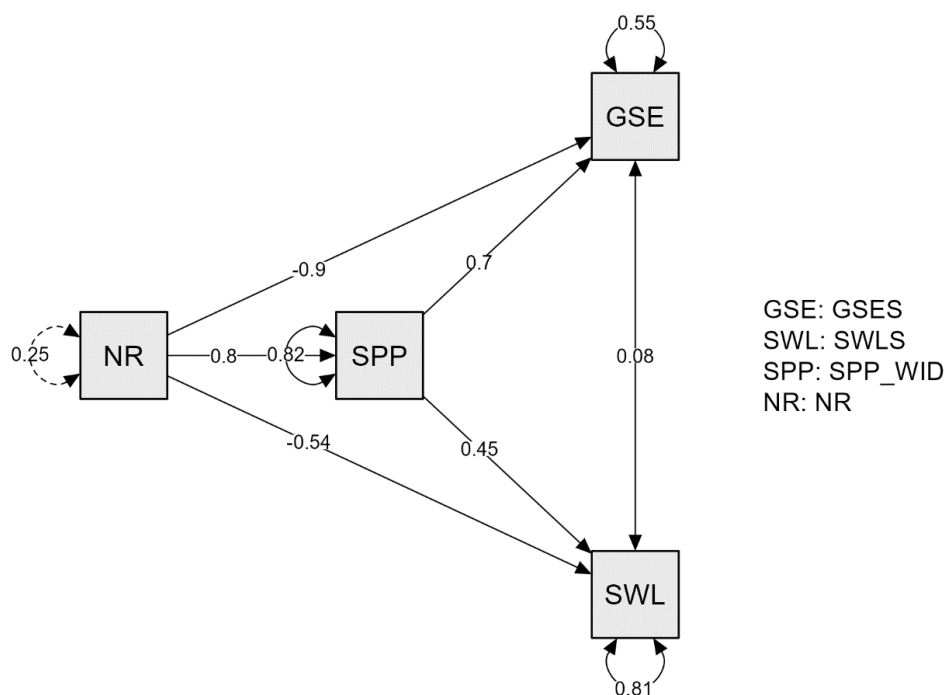 0.55
GSE
-0.9
0.7
GSE: GSES
SWL: SWLS
SPP: SPP_WID
NR: NR
0.25
NR
0.8
0.82
SPP
0.08
-0.54
0.45
SWL
0.81